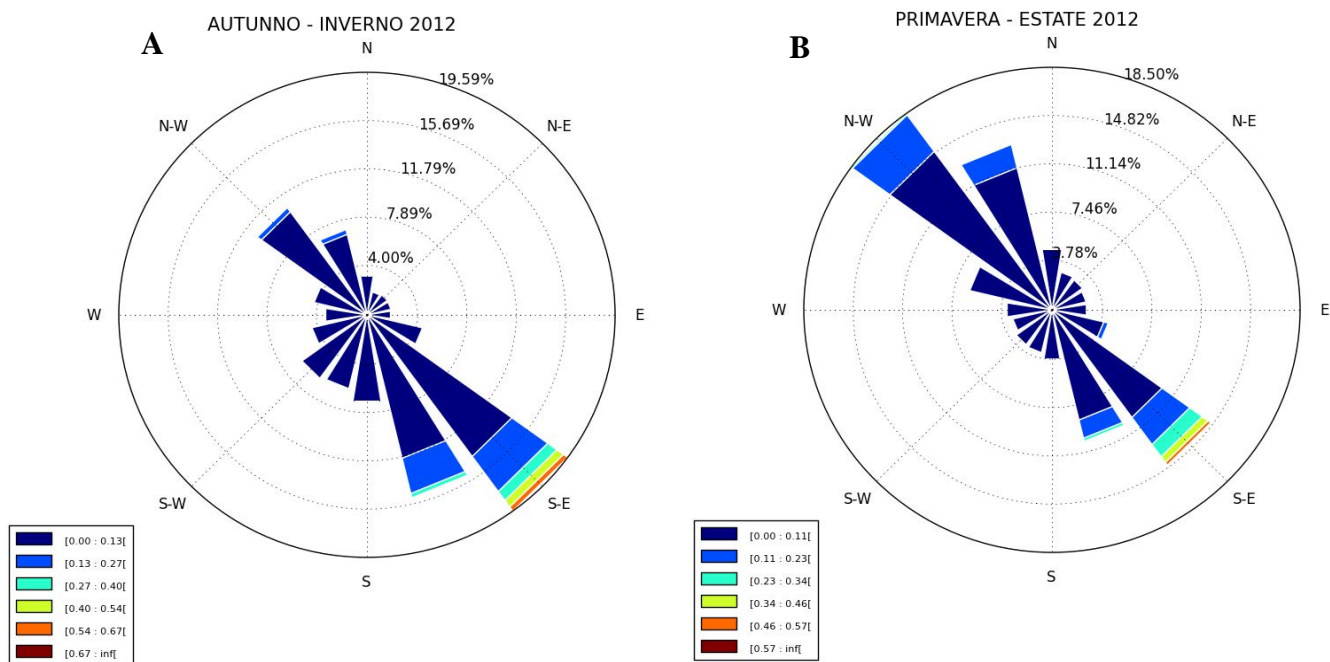 AUTUNNO - INVERNO 2012
A
N
19.59%
N-W
15.69%
N-E
11.79%
7.89%
4.00%
W
E
S-W
S-E
S
[0.00 : 0.13[
[0.13 : 0.27[
[0.27 : 0.40[
[0.40 : 0.54[
[0.54 : 0.67[
[0.67 : inf[
PRIMAVERA - ESTATE 2012
B
N
18.50%
N-W
14.82%
N-E
11.14%
7.46%
3.78%
W
E
S-W
S-E
S
[0.00 : 0.11[
[0.11 : 0.23[
[0.23 : 0.34[
[0.34 : 0.46[
[0.46 : 0.57[
[0.57 : inf[